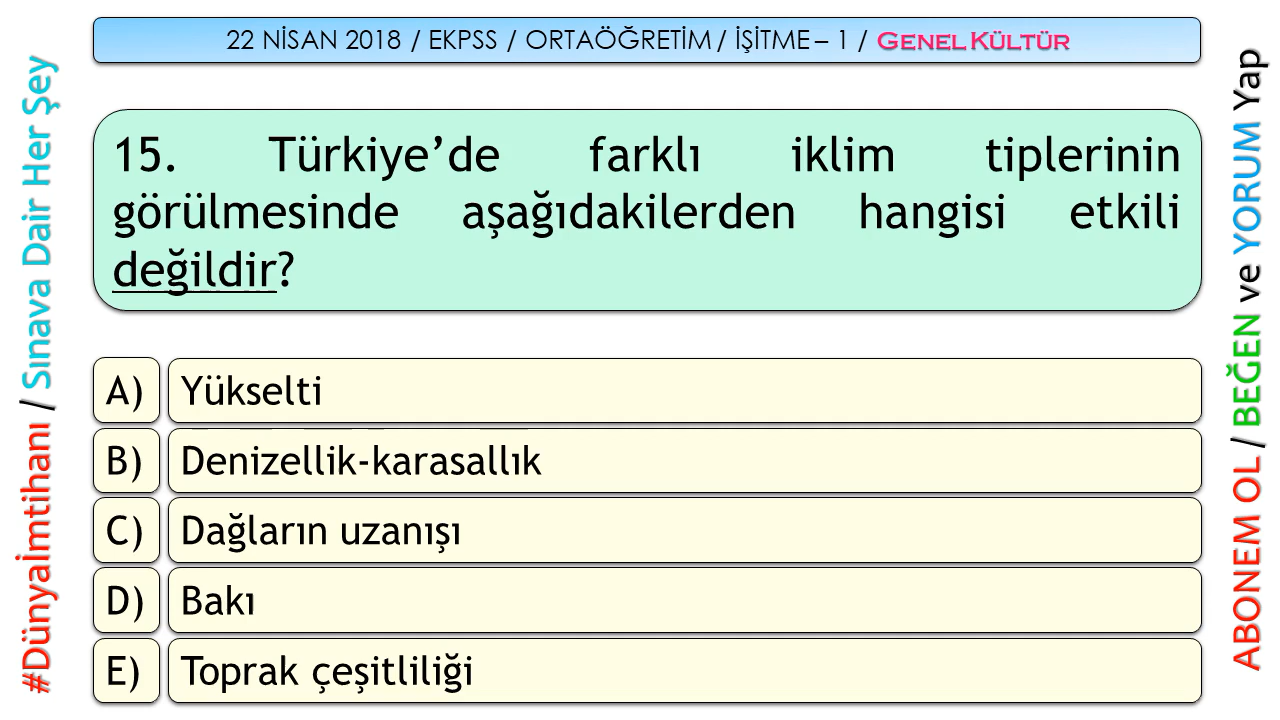 22 NİSAN 2018 / EKPSS / ORTAÖĞRETİM / İŞİTME – 1 / GENEL KÜLTÜR
#Dünyaİmtihanı / Sınava Dair Her Şey
15. Türkiye’de farklı iklim tiplerinin
görülmesinde aşağıdakilerden hangisi etkili
değildir?
A) Yükselti
B) Denizellik-karasallık
C) Dağların uzanışı
D) Bakı
E) Toprak çeşitliliği
ABONEM OL / BEĞEN ve YORUM Yap